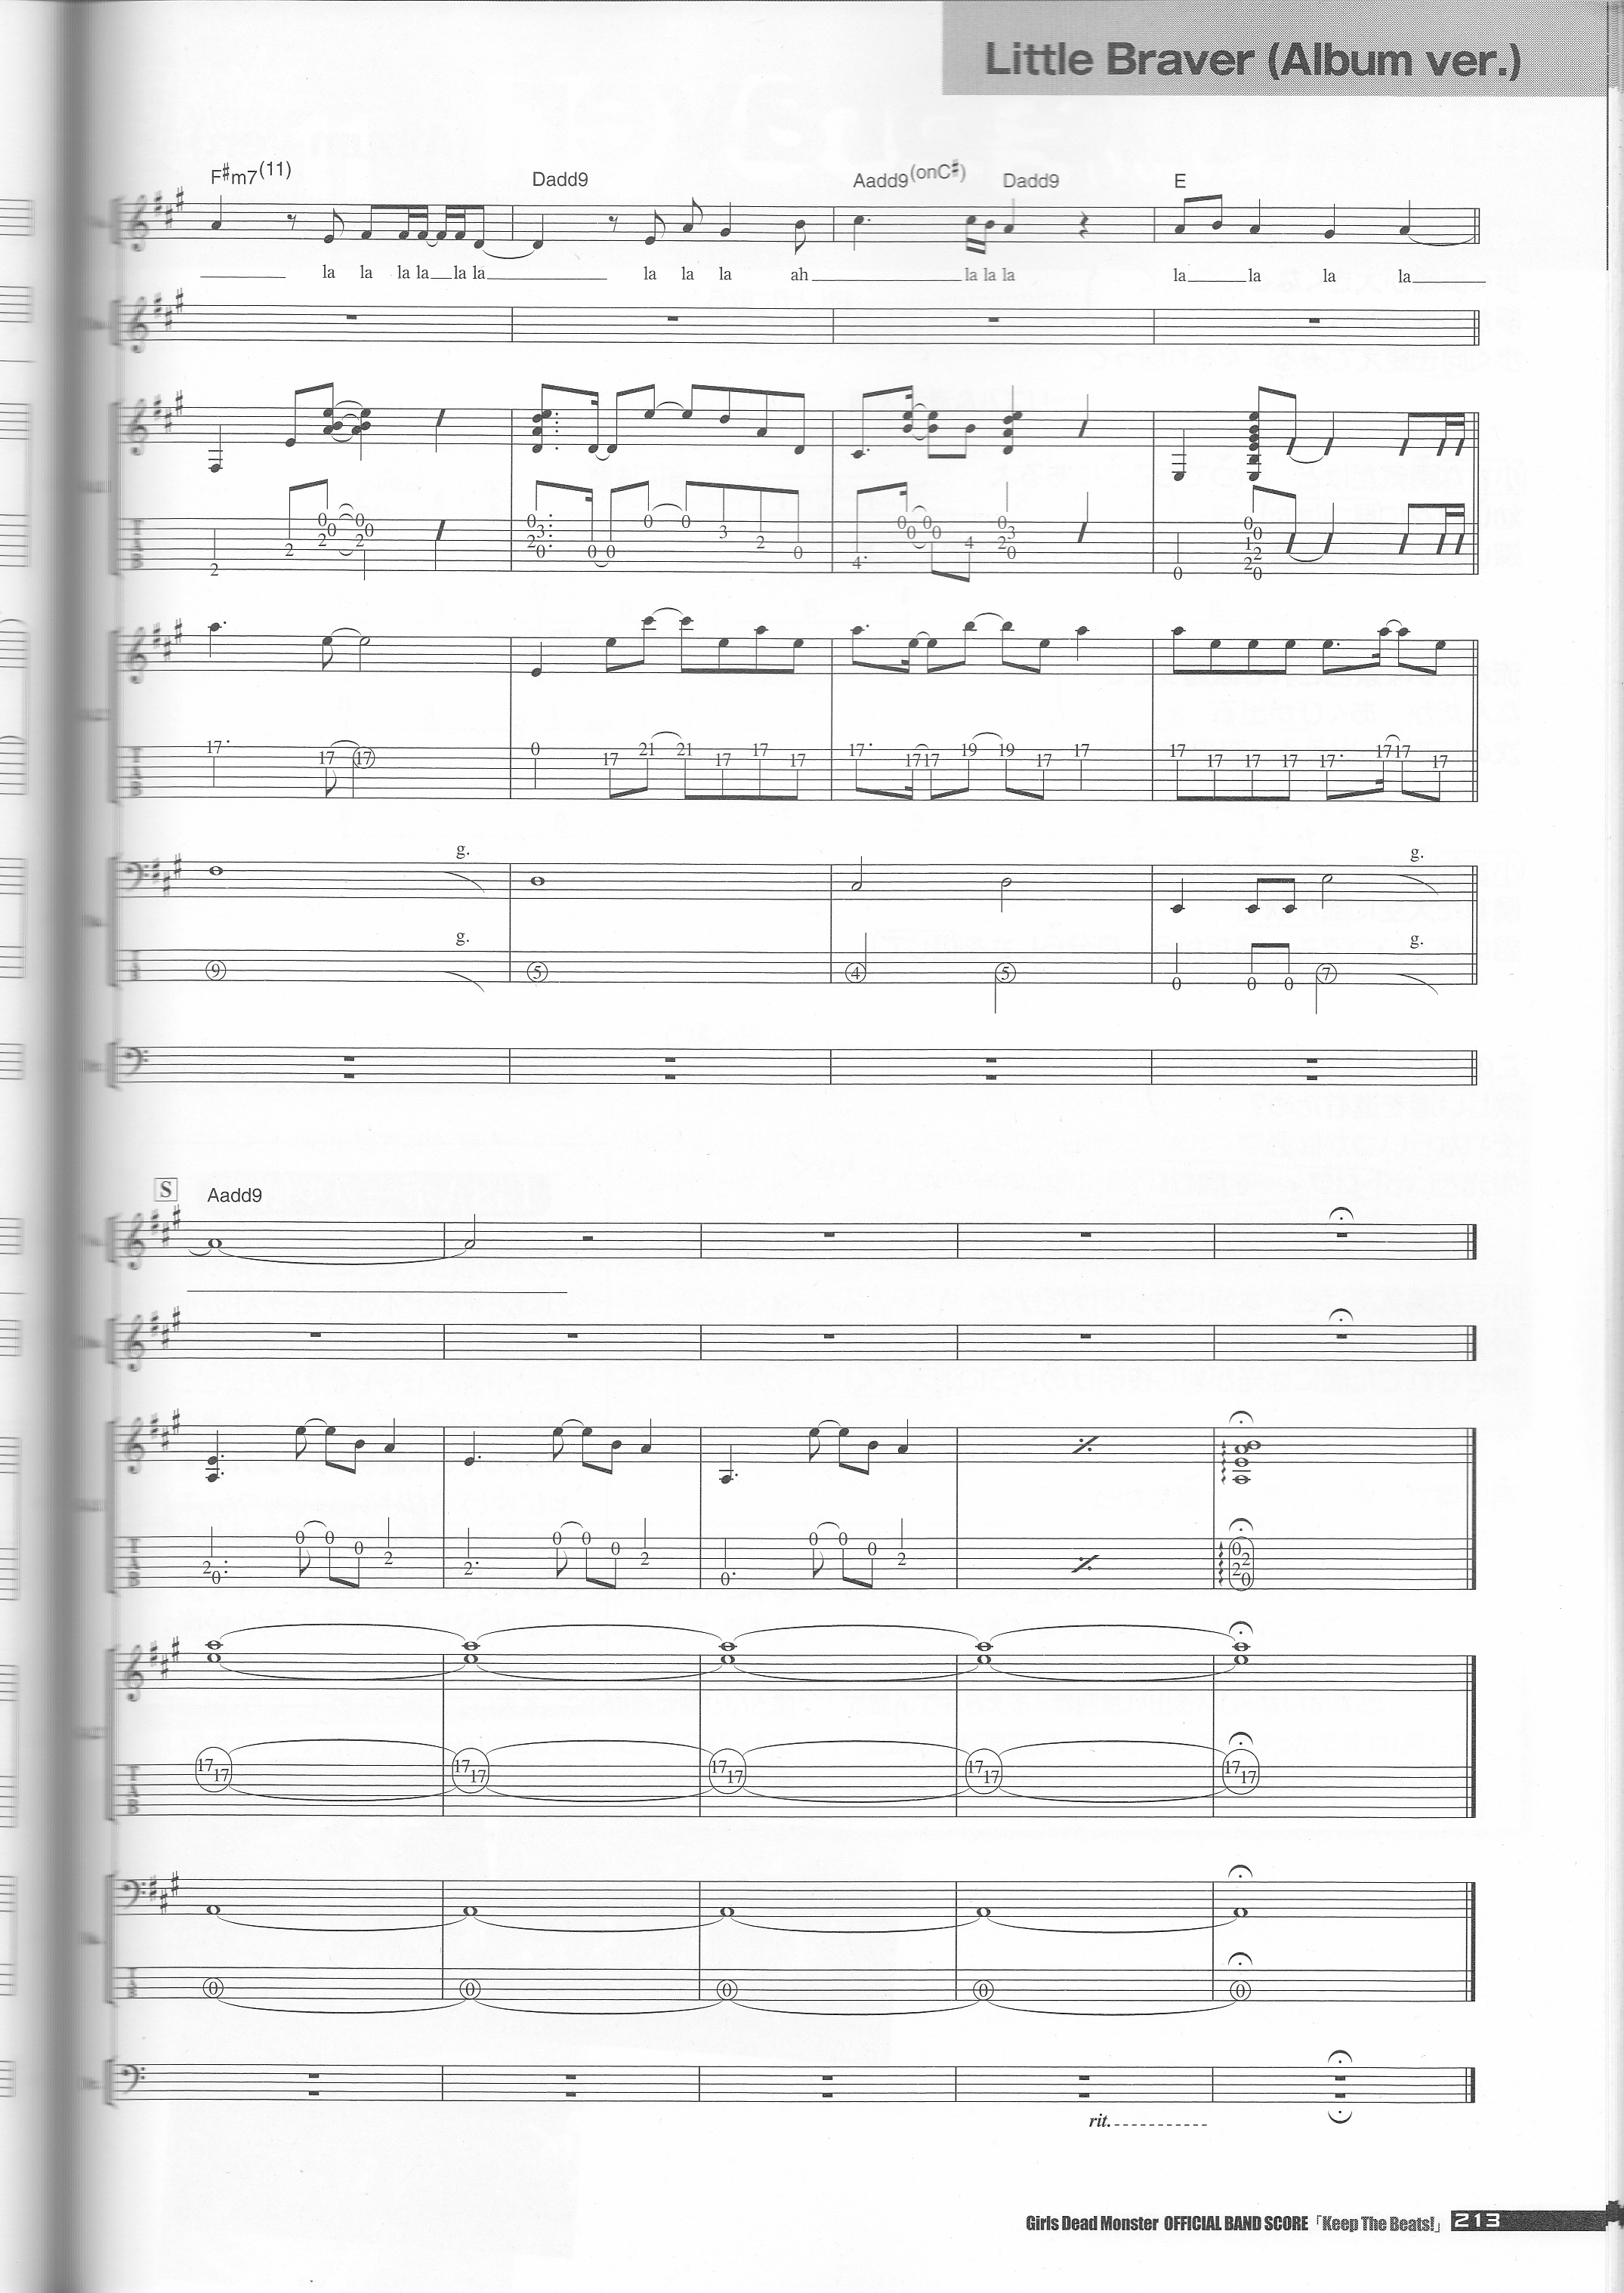 Little Braver (Album ver.)
F♯m7(11) Dadd9 Aadd9(onC♯) Dadd9 E
la la la la la la la la la ah la la la la la la la
T A B 2 2 0 0 2 0 0 2 0 3 2 0 0 0 0 0 3 2 0 4 0 0 0 0 4 0 3 2 0 0 0 0 1 2 2 0
T A B 17 17 17 0 17 21 21 17 17 17 17 17 17 19 19 17 17 17 17 17 17 17 17 17 17
g. g.
g. g.
9 5 4 5 0 0 0 7
S Aadd9
T A B 2 0 0 0 0 2 2 0 0 0 2 0 0 0 0 2 0 2 2 0
T A B 17 17 17 17 17 17 17 17 17 17
0 0 0 0 0
rit.
Girls Dead Monster OFFICIAL BAND SCORE「Keep The Beats!」 213